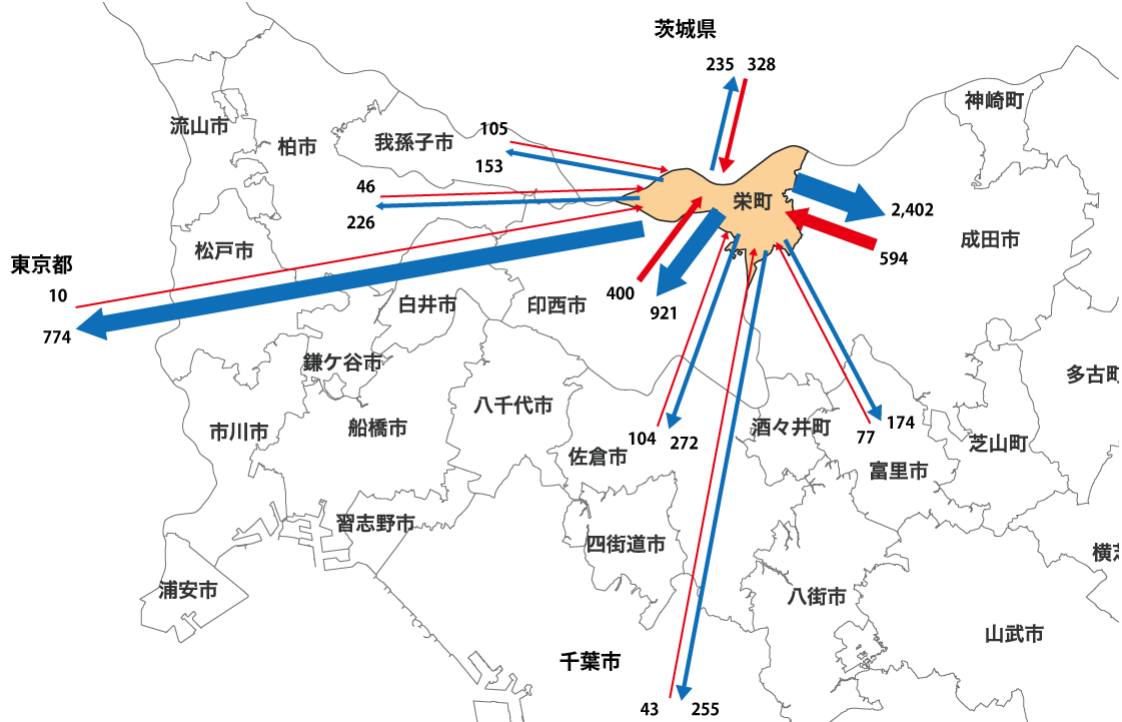 茨城県
235
328
神崎町
流山市
柏市
我孫子市
105
153
46
226
栄町
2,402
成田市
594
松戸市
東京都
10
774
白井市
印西市
400
921
鎌ケ谷市
多古町
八千代市
市川市
船橋市
104
272
佐倉市
酒々井町
77
174
富里市
芝山町
習志野市
四街道市
横芝
浦安市
八街市
山武市
千葉市
43
255